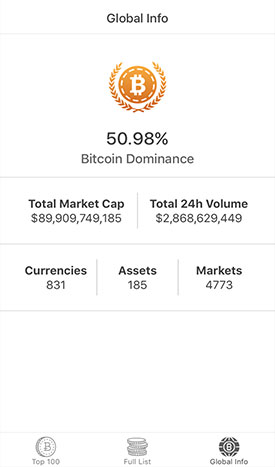 Global Info
50.98%
Bitcoin Dominance
Total Market Cap Total 24h Volume
$89,909,749,185 $2,868,629,449
Currencies Assets Markets
831 185 4773
Top 100 Full List Global Info